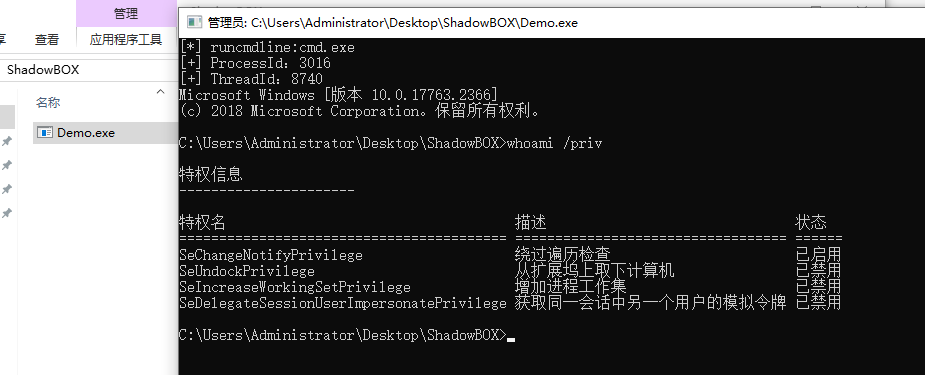 管理
管理员: C:\Users\Administrator\Desktop\ShadowBOX\Demo.exe
查看
应用程序工具
ShadowBOX
名称
Demo.exe
[*] runcmdline:cmd.exe
[+] ProcessId: 3016
[+] ThreadId: 8740
Microsoft Windows [版本 10.0.17763.2366]
(c) 2018 Microsoft Corporation。保留所有权利。
C:\Users\Administrator\Desktop\ShadowBOX>whoami /priv
特权信息
----------------------
特权名 描述 状态
========================================= ================================== ======
SeChangeNotifyPrivilege 绕过遍历检查 已启用
SeUndockPrivilege 从扩展坞上取下计算机 已禁用
SeIncreaseWorkingSetPrivilege 增加进程工作集 已禁用
SeDelegateSessionUserImpersonatePrivilege 获取同一会话中另一个用户的模拟令牌 已禁用
C:\Users\Administrator\Desktop\ShadowBOX>